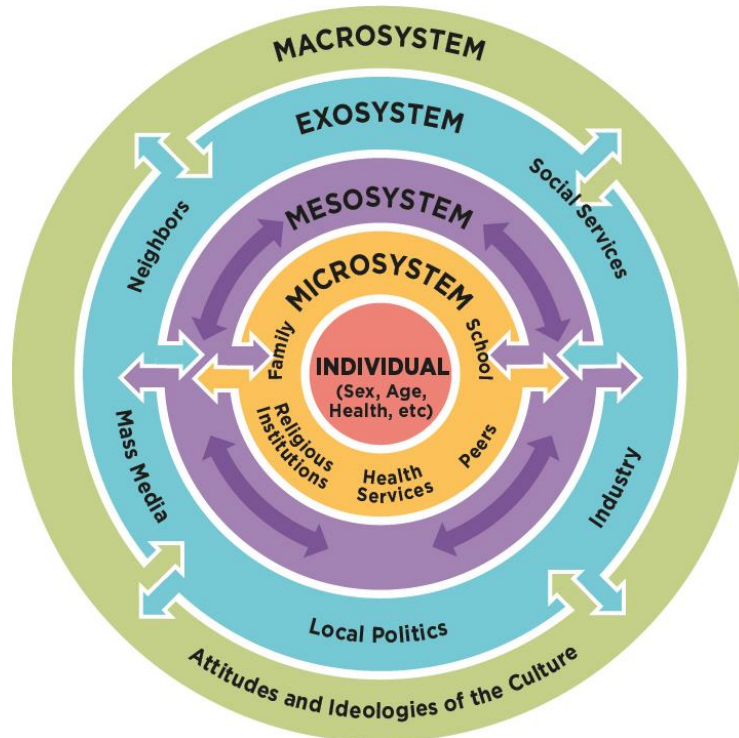 MACROSYSTEM
EXOSYSTEM
MESOSYSTEM
MICROSYSTEM
INDIVIDUAL
(Sex, Age,
Health, etc)
Family
School
Religious
Institutions
Health
Services
Peers
Neighbors
Social Services
Mass Media
Industry
Local Politics
Attitudes and Ideologies of the Culture